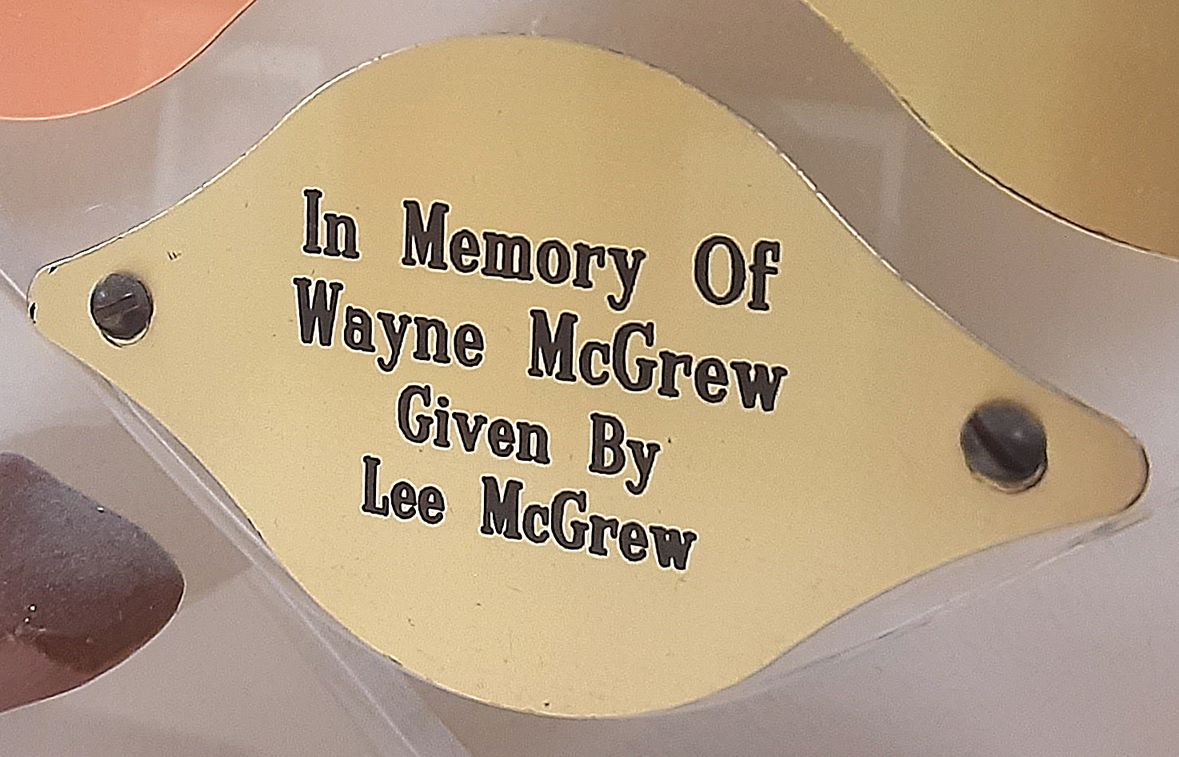 In Memory Of
Wayne McGrew
Given By
Lee McGrew